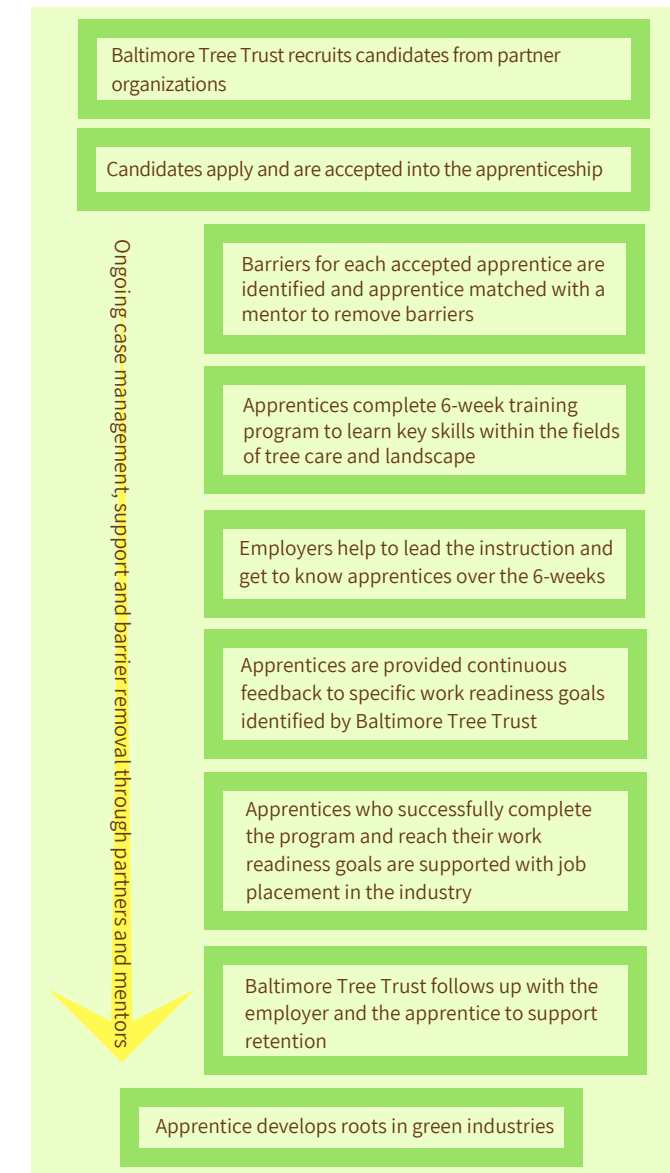 Baltimore Tree Trust recruits candidates from partner
organizations
Candidates apply and are accepted into the apprenticeship
Ongoing case management, support and barrier removal through partners and mentors
Barriers for each accepted apprentice are
identified and apprentice matched with a
mentor to remove barriers
Apprentices complete 6-week training
program to learn key skills within the fields
of tree care and landscape
Employers help to lead the instruction and
get to know apprentices over the 6-weeks
Apprentices are provided continuous
feedback to specific work readiness goals
identified by Baltimore Tree Trust
Apprentices who successfully complete
the program and reach their work
readiness goals are supported with job
placement in the industry
Baltimore Tree Trust follows up with the
employer and the apprentice to support
retention
Apprentice develops roots in green industries